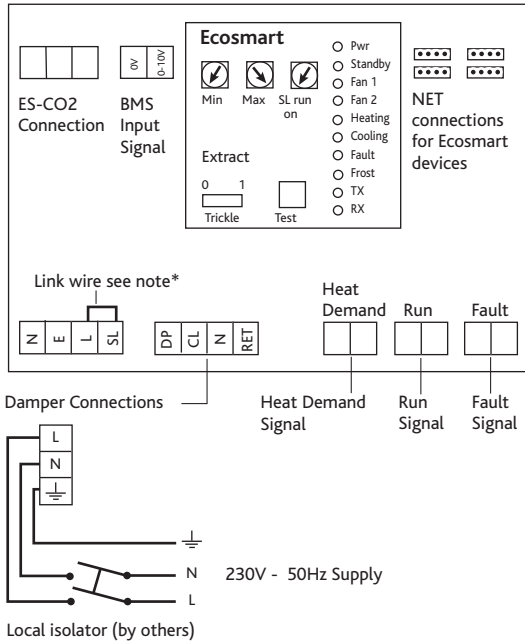 Ecosmart
Min
Max
SL run
on
Extract
0 1
Trickle
Test
Pwr
Standby
Fan 1
Fan 2
Heating
Cooling
Fault
Frost
TX
RX
0V
0-10V
ES-CO2
Connection
BMS
Input
Signal
NET
connections
for Ecosmart
devices
Link wire see note*
N E L SL
DP CL N RET
Heat
Demand
Run
Fault
Damper Connections
Heat Demand
Signal
Run
Signal
Fault
Signal
L
N
N
230V - 50Hz Supply
L
Local isolator (by others)